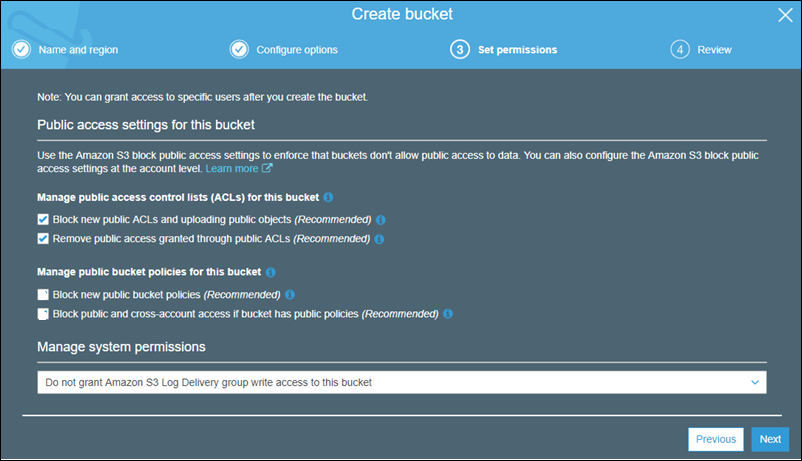 Create bucket
Name and region
Configure options
3 Set permissions
4 Review
Note: You can grant access to specific users after you create the bucket.
Public access settings for this bucket
Use the Amazon S3 block public access settings to enforce that buckets don't allow public access to data. You can also configure the Amazon S3 block public
access settings at the account level. Learn more
Manage public access control lists (ACLs) for this bucket
Block new public ACLs and uploading public objects (Recommended)
Remove public access granted through public ACLs (Recommended)
Manage public bucket policies for this bucket
Block new public bucket policies (Recommended)
Block public and cross-account access if bucket has public policies (Recommended)
Manage system permissions
Do not grant Amazon S3 Log Delivery group write access to this bucket
Previous
Next